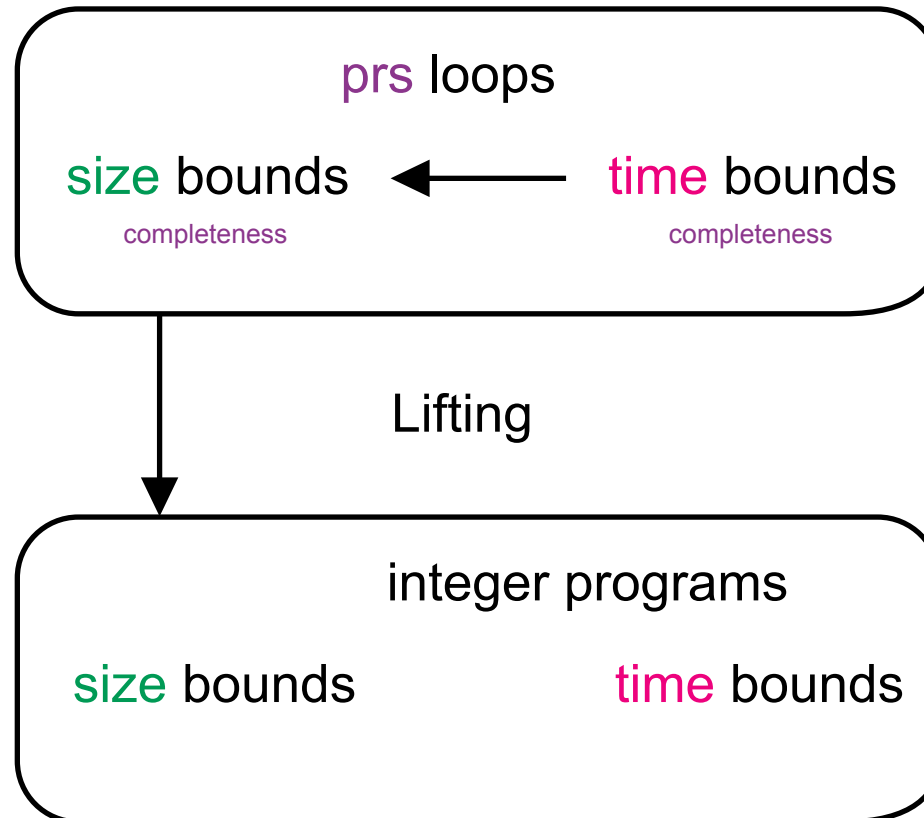 prs loops
size bounds time bounds
completeness completeness
Lifting
integer programs
size bounds time bounds